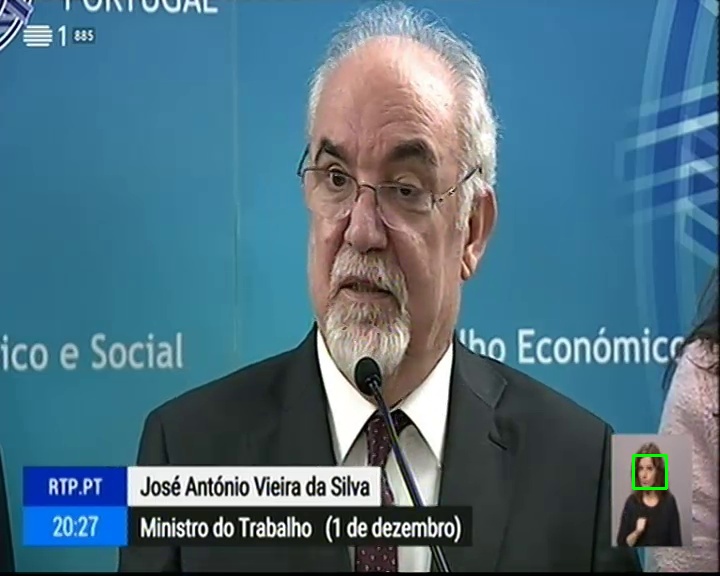 PORTUGAL
1 885
ico e Social
lho Económico
RTP.PT
José António Vieira da Silva
20:27
Ministro do Trabalho (1 de dezembro)